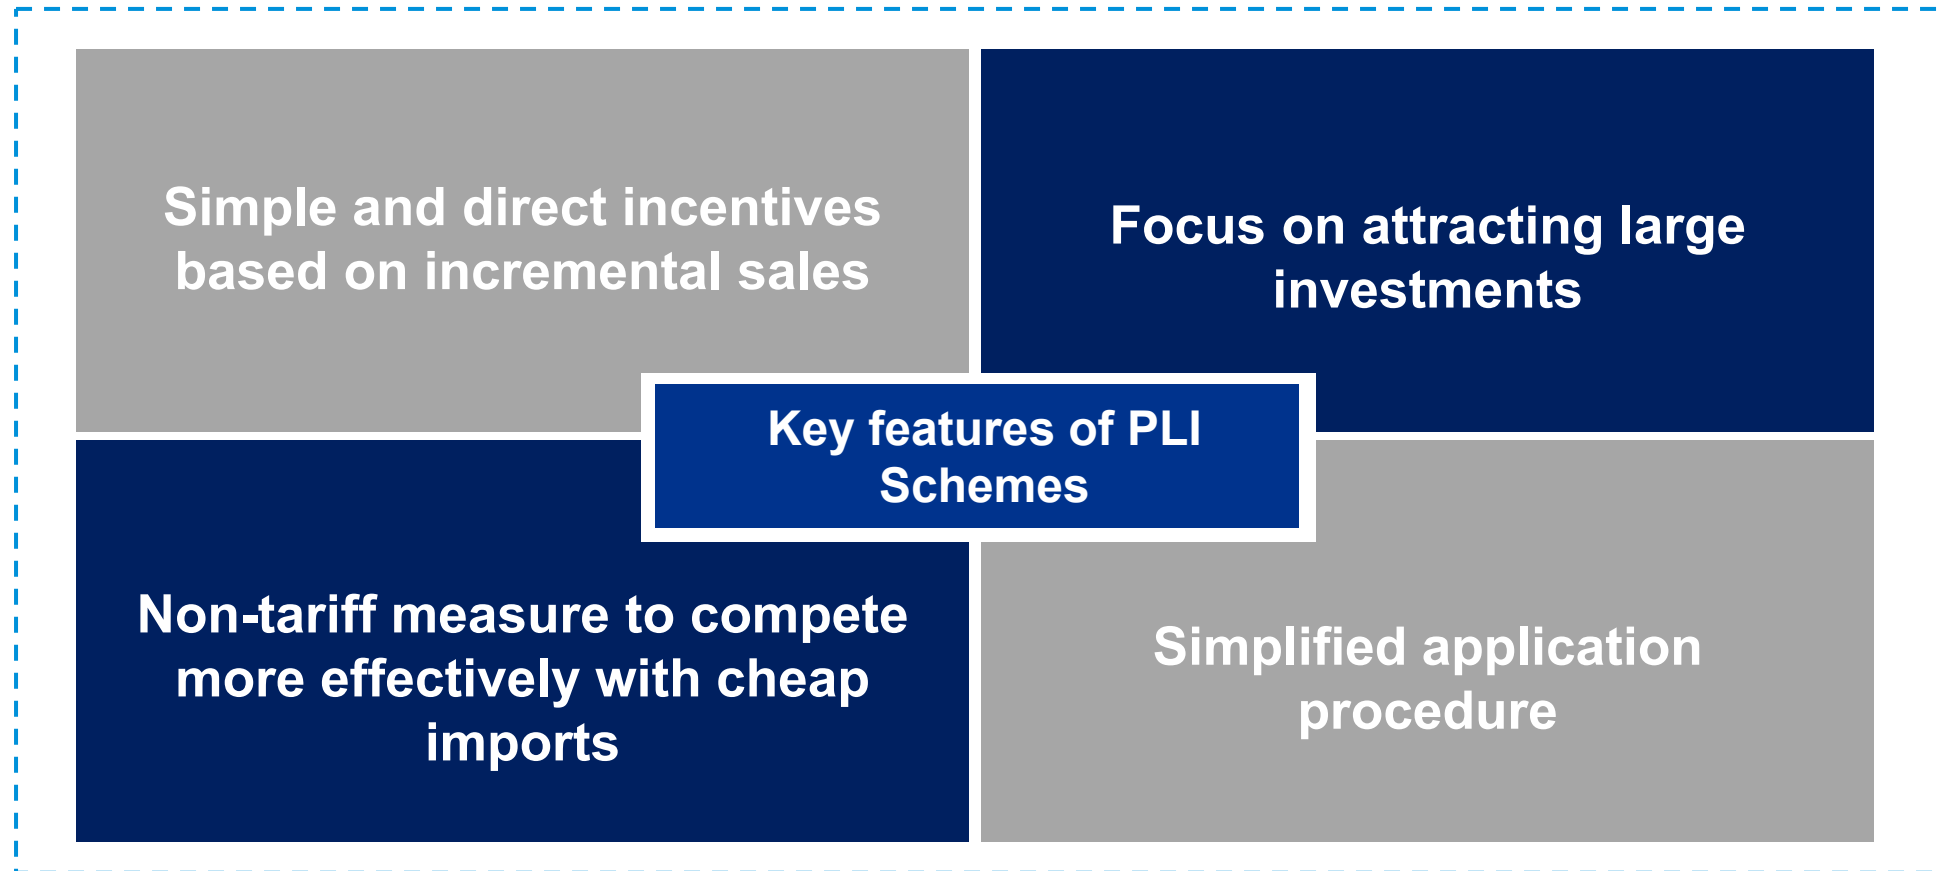 Simple and direct incentives
based on incremental sales
Focus on attracting large
investments
Key features of PLI
Schemes
Non-tariff measure to compete
more effectively with cheap
imports
Simplified application
procedure